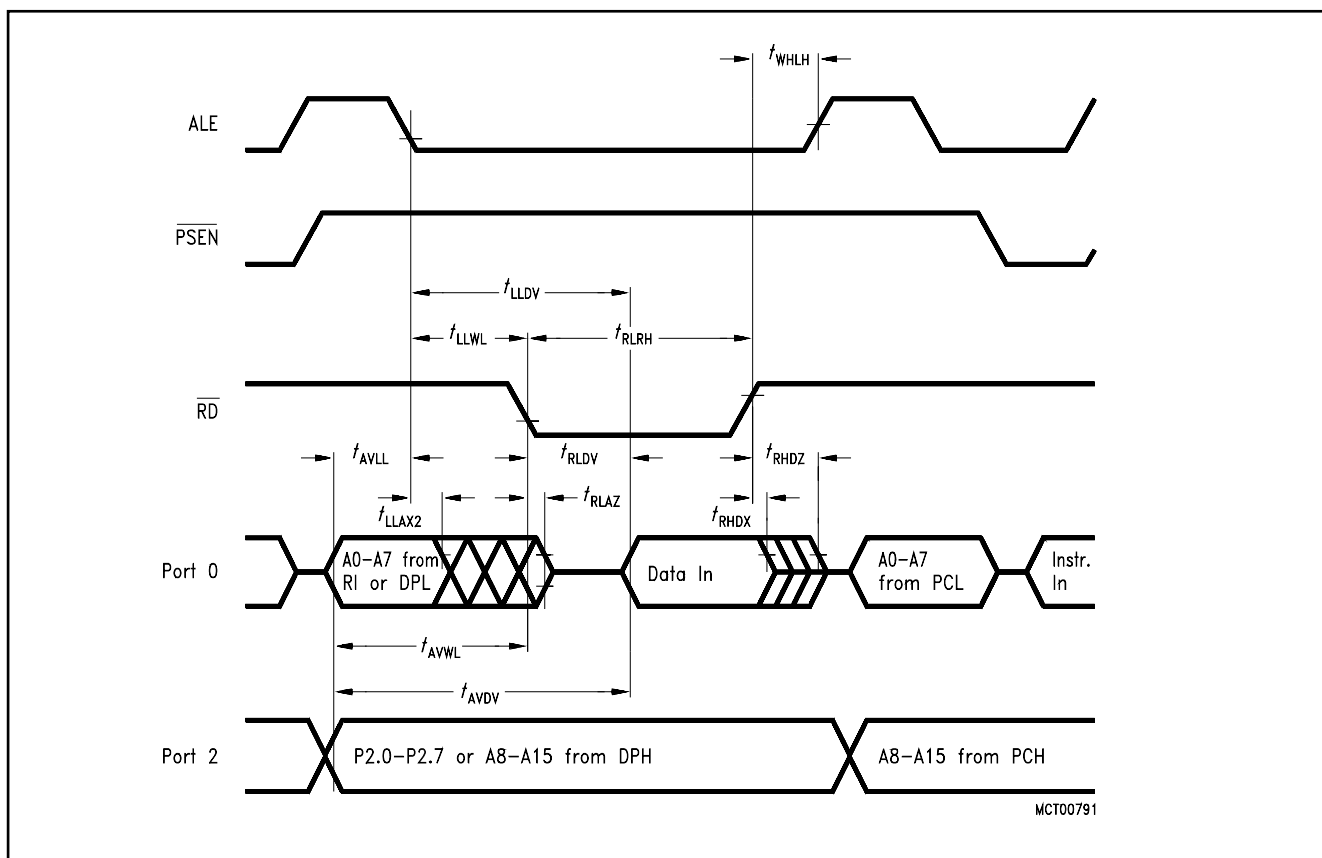 tWHLH
ALE
PSEN
tLLDV
tLLWL
tRLRH
RD
tAVLL
tRLDV
tRHDZ
tLLAX2
tRLAZ
tRHDX
Port 0
A0-A7 from
RI or DPL
Data In
A0-A7
from PCL
Instr.
In
tAVWL
tAVDV
Port 2
P2.0-P2.7 or A8-A15 from DPH
A8-A15 from PCH
MCT00791